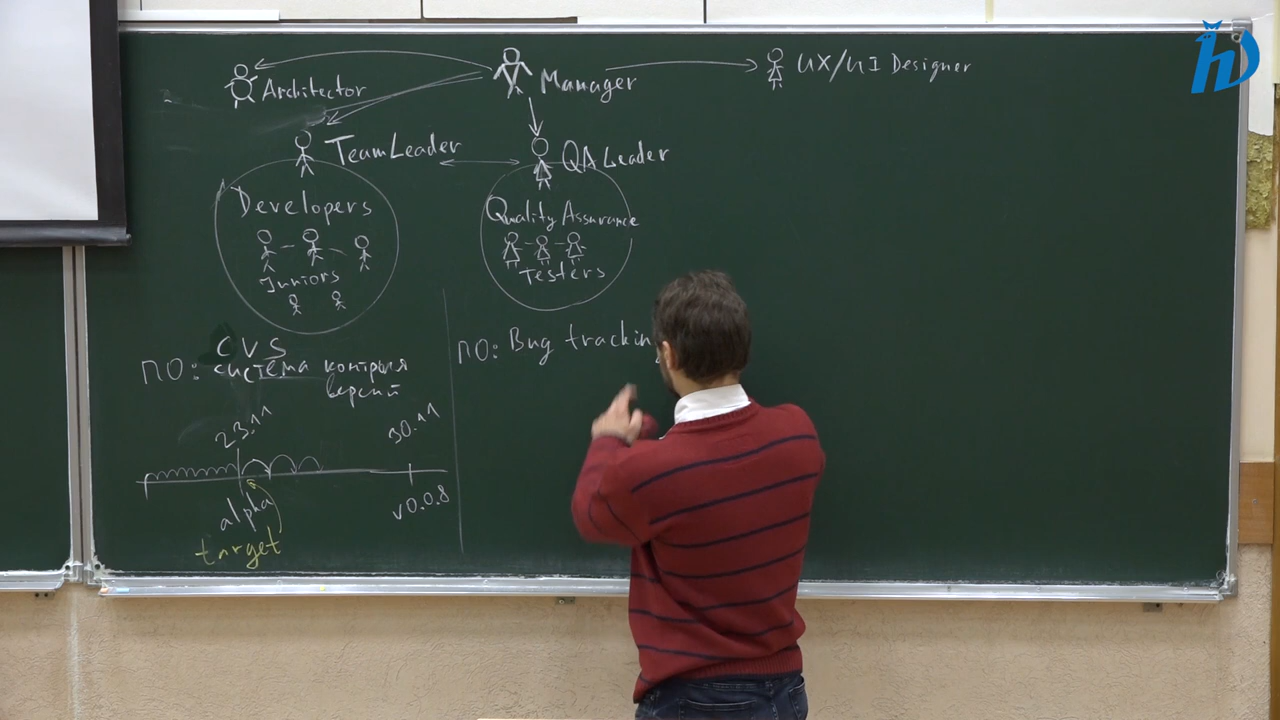 Manager
UX/UI Designer
Architector
TeamLeader
QA Leader
Developers
Juniors
Quality Assurance
Testers
ПО: CVS
система контроля
версий
ПО: Bug trackin
23.11
30.11
alpha
v0.0.8
target